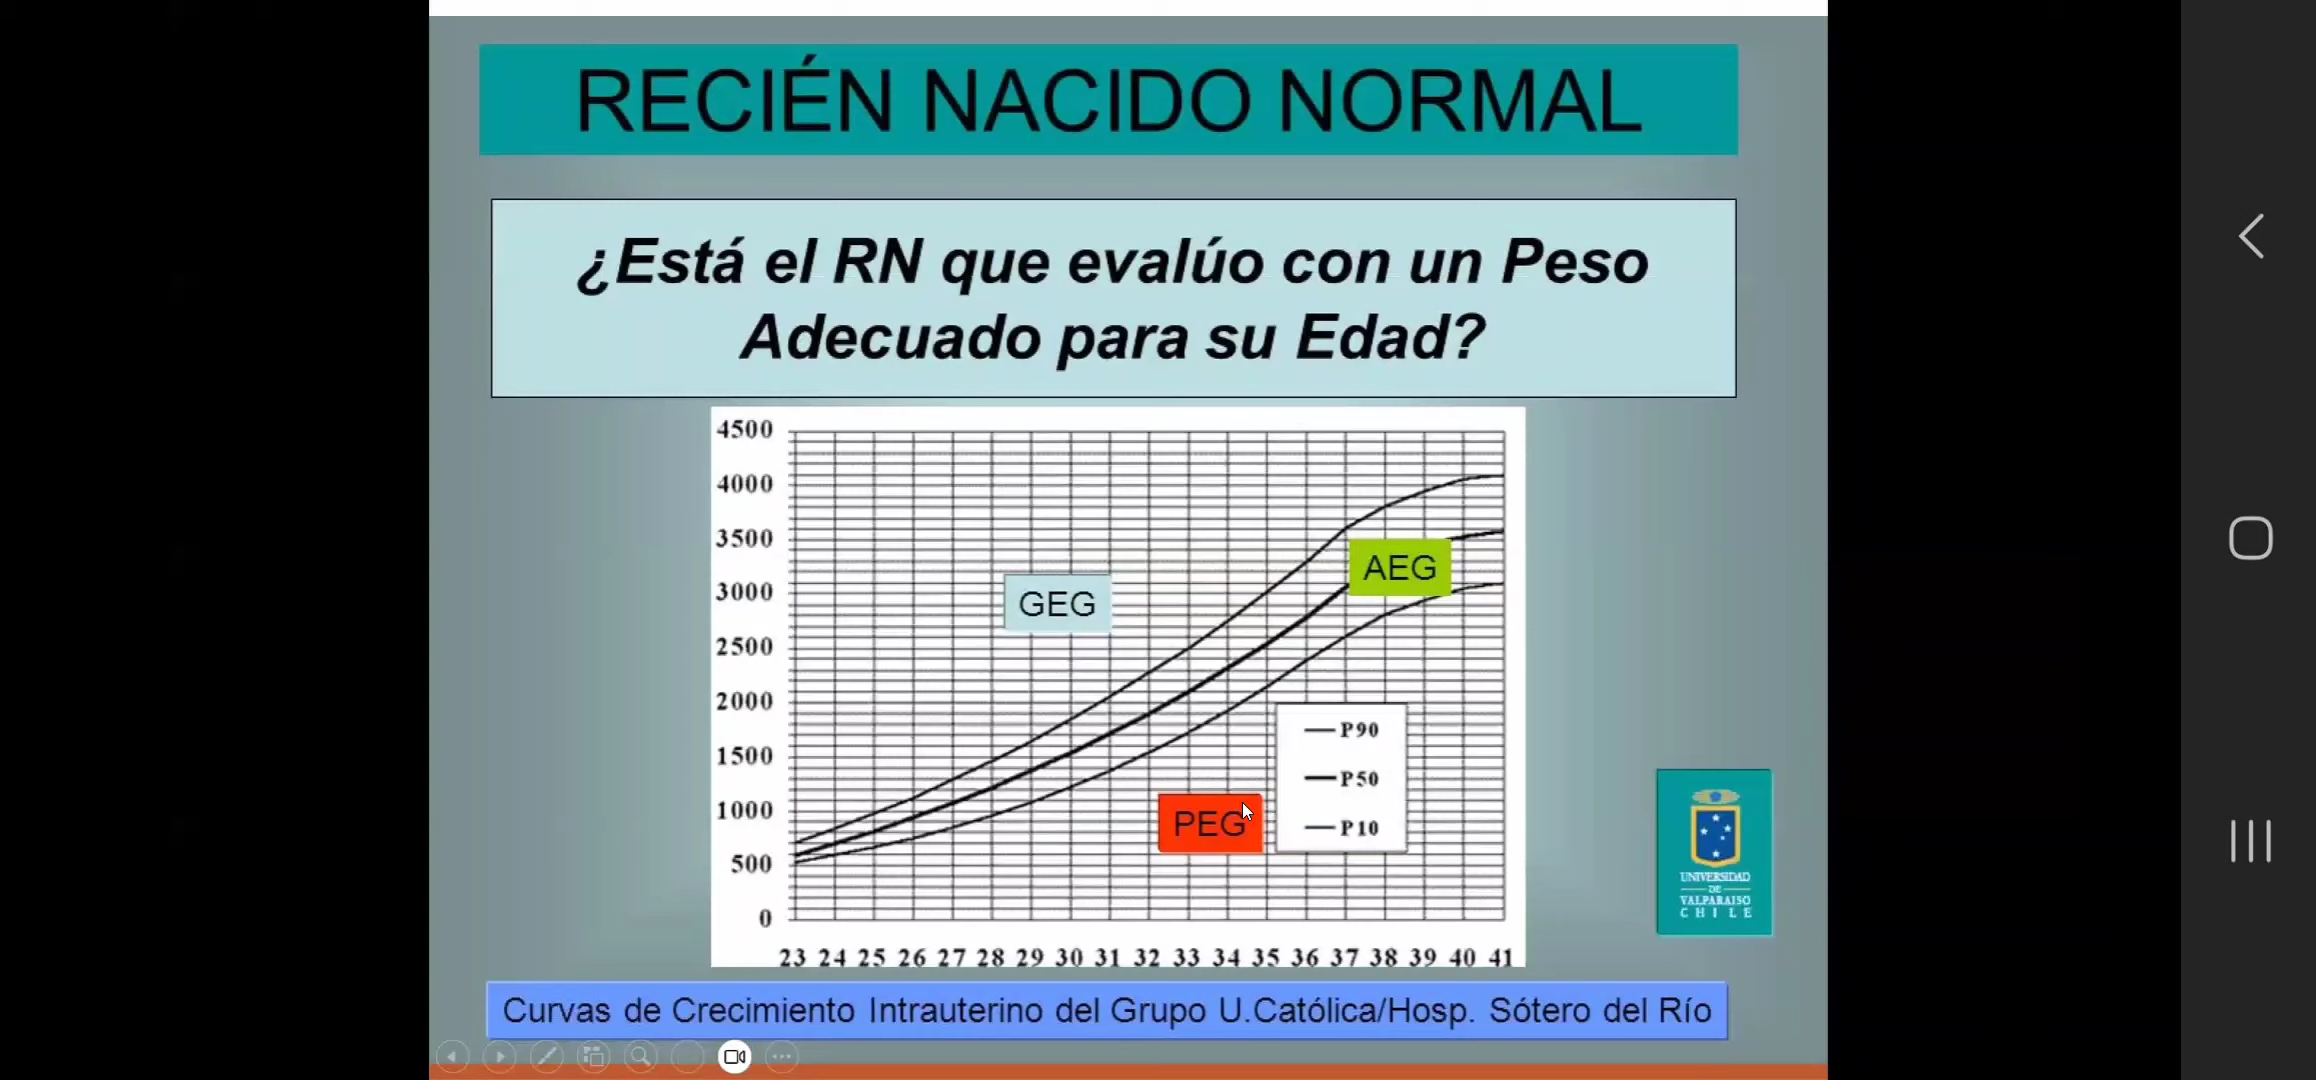 RECIÉN NACIDO NORMAL
¿Está el RN que evalúo con un Peso
Adecuado para su Edad?
4500
4000
3500
3000
2500
2000
1500
1000
500
0
GEG
AEG
PEG
P90
P50
P10
23 24 25 26 27 28 29 30 31 32 33 34 35 36 37 38 39 40 41
UNIVERSIDAD
DE
VALPARAISO
CHILE
Curvas de Crecimiento Intrauterino del Grupo U.Católica/Hosp. Sótero del Río